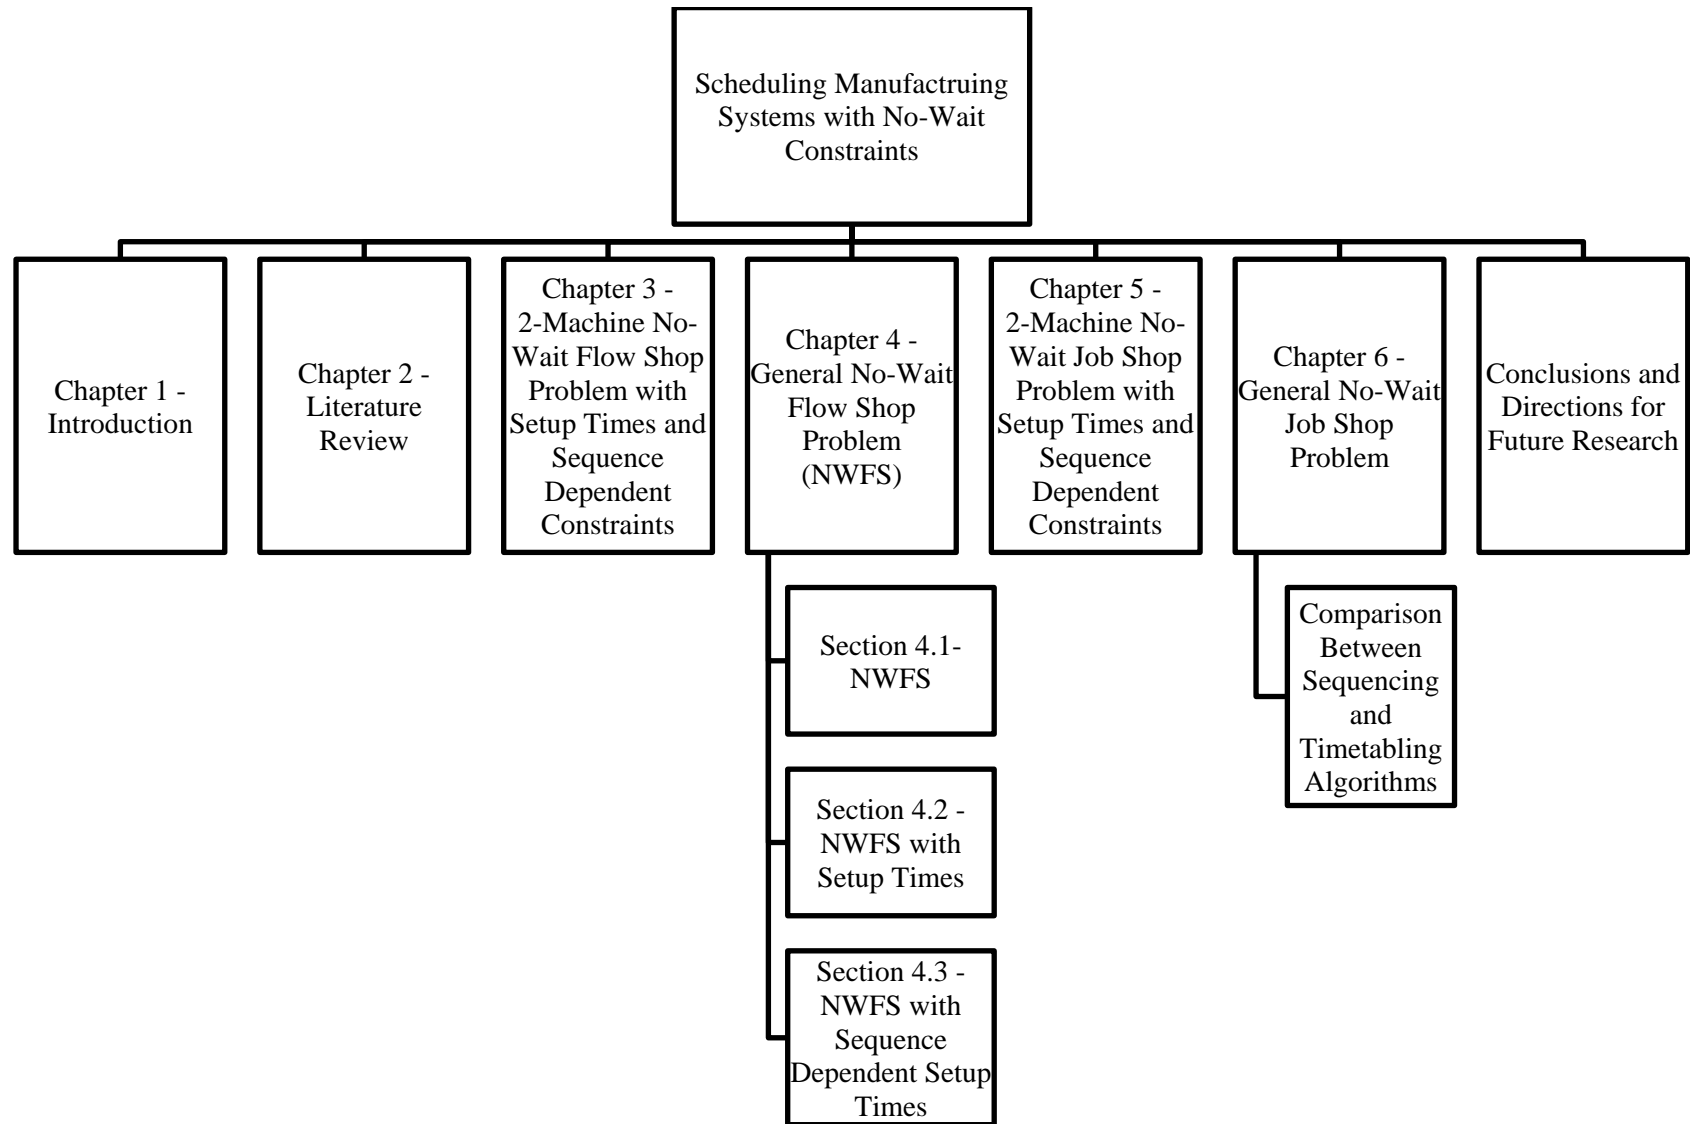 Scheduling Manufactruing
Systems with No-Wait
Constraints
Chapter 1 -
Introduction
Chapter 2 -
Literature
Review
Chapter 3 -
2-Machine No-
Wait Flow Shop
Problem with
Setup Times and
Sequence
Dependent
Constraints
Chapter 4 -
General No-Wait
Flow Shop
Problem
(NWFS)
Section 4.1-
NWFS
Section 4.2 -
NWFS with
Setup Times
Section 4.3 -
NWFS with
Sequence
Dependent Setup
Times
Chapter 5 -
2-Machine No-
Wait Job Shop
Problem with
Setup Times and
Sequence
Dependent
Constraints
Chapter 6 -
General No-Wait
Job Shop
Problem
Comparison
Between
Sequencing
and
Timetabling
Algorithms
Conclusions and
Directions for
Future Research